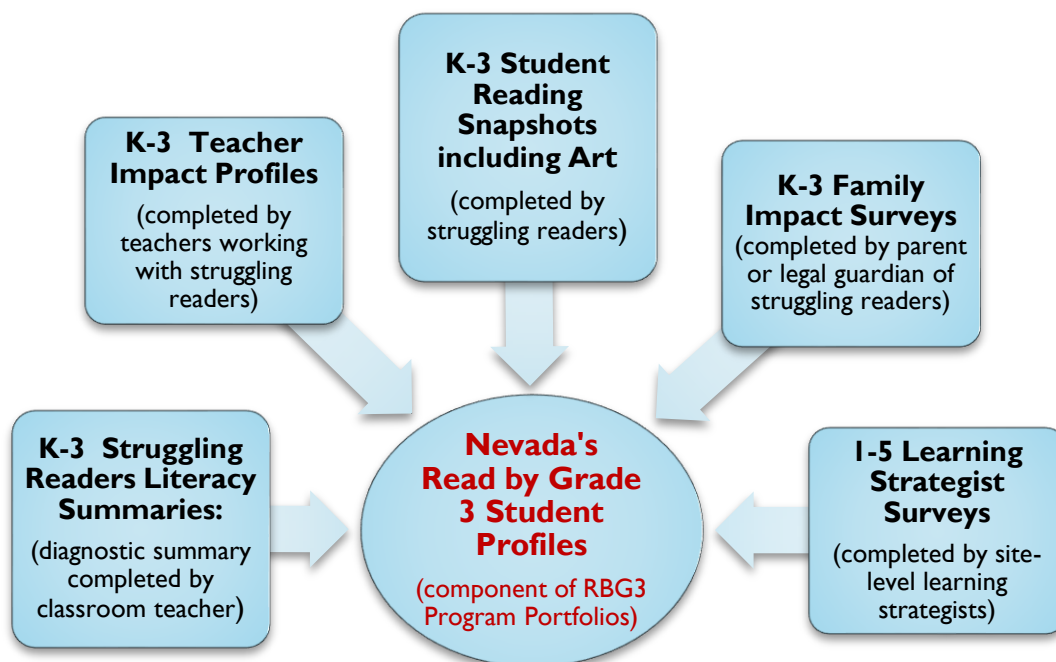 K-3 Student
Reading
Snapshots
including Art
(completed by
struggling readers)
K-3 Teacher
Impact Profiles
(completed by
teachers working
with struggling
readers)
K-3 Family
Impact Surveys
(completed by parent
or legal guardian of
struggling readers)
K-3 Struggling
Readers Literacy
Summaries:
(diagnostic summary
completed by
classroom teacher)
Nevada's
Read by Grade
3 Student
Profiles
(component of RBG3
Program Portfolios)
1-5 Learning
Strategist
Surveys
(completed by site-
level learning
strategists)